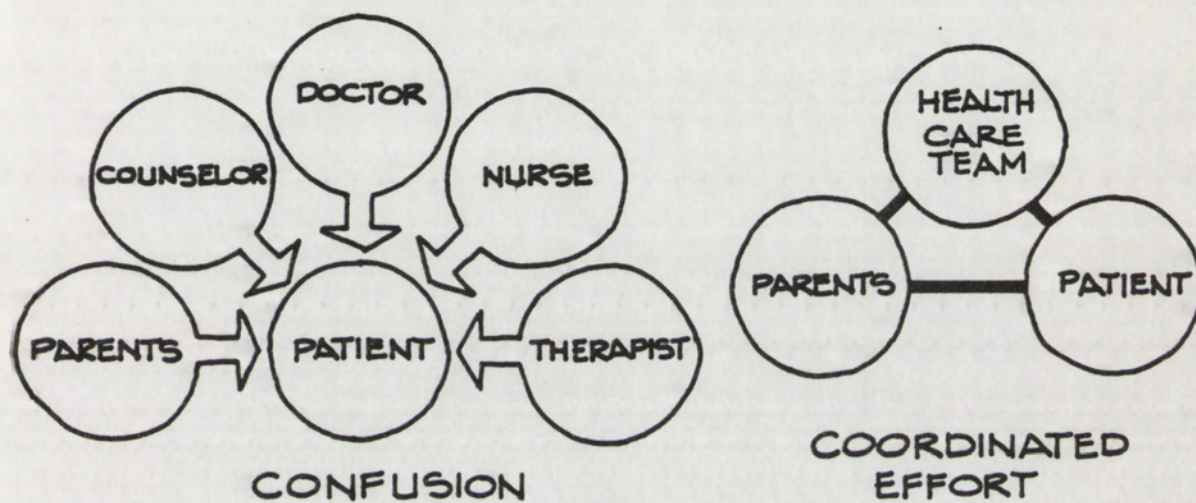 DOCTOR
COUNSELOR
NURSE
PARENTS
PATIENT
THERAPIST
CONFUSION
HEALTH
CARE
TEAM
PARENTS
PATIENT
COORDINATED
EFFORT